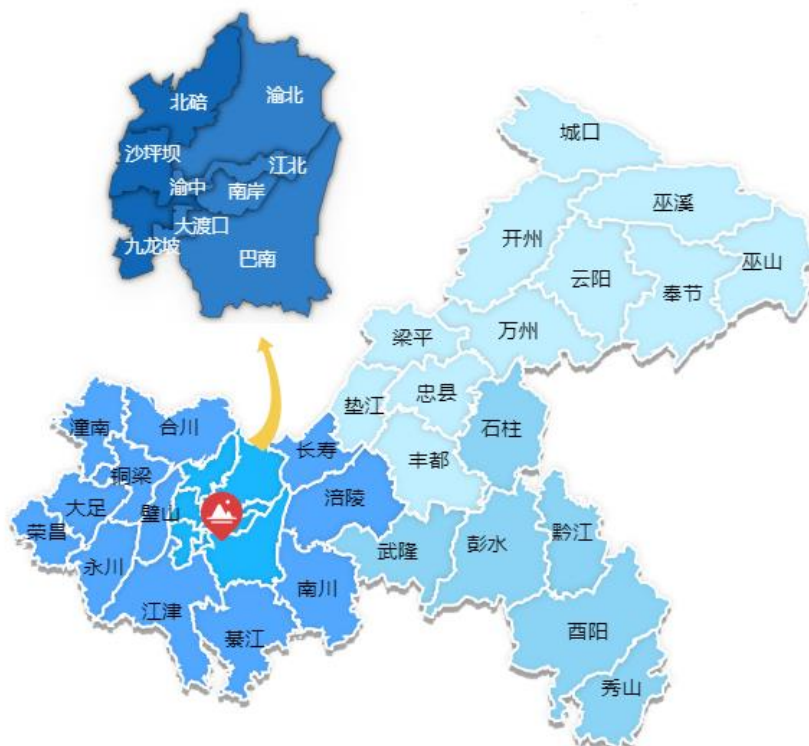 北碚
渝北
沙坪坝
江北
渝中
南岸
大渡口
九龙坡
巴南
城口
巫溪
开州
巫山
云阳
奉节
万州
梁平
忠县
垫江
石柱
丰都
潼南
合川
长寿
铜梁
涪陵
大足
璧山
荣昌
永川
武隆
彭水
黔江
南川
江津
綦江
酉阳
秀山